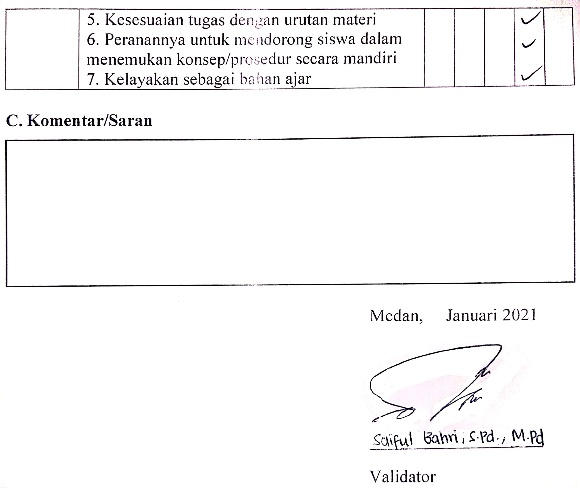 5. Kesesuaian tugas dengan urutan materi
6. Peranannya untuk mendorong siswa dalam
menemukan konsep/prosedur secara mandiri
7. Kelayakan sebagai bahan ajar
C. Komentar/Saran
Medan, Januari 2021
Saiful Bahri, S.Pd., M.Pd
Validator